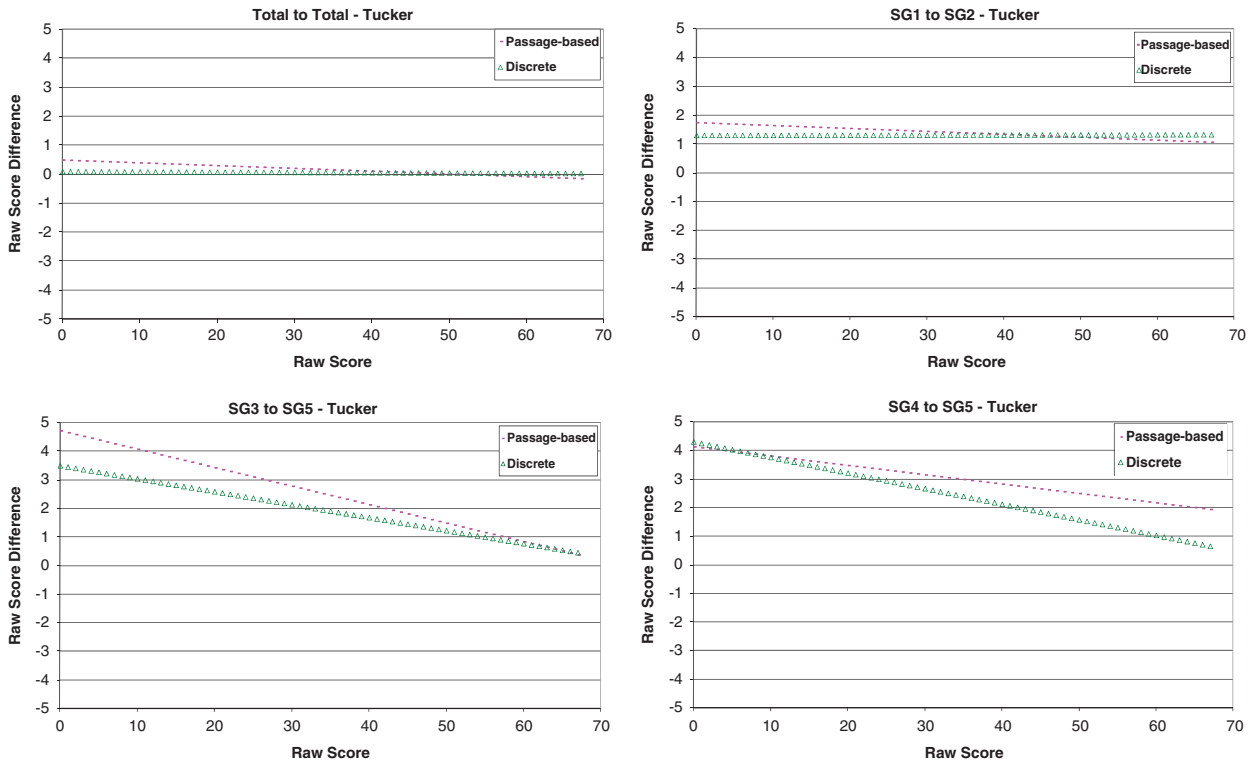 Total to Total - Tucker
Raw Score Difference
5
4
3
2
1
0
-1
-2
-3
-4
-5
0 10 20 30 40 50 60 70
Raw Score
Passage-based
Discrete
SG1 to SG2 - Tucker
Raw Score Difference
5
4
3
2
1
0
-1
-2
-3
-4
-5
0 10 20 30 40 50 60 70
Raw Score
Passage-based
Discrete
SG3 to SG5 - Tucker
Raw Score Difference
5
4
3
2
1
0
-1
-2
-3
-4
-5
0 10 20 30 40 50 60 70
Raw Score
Passage-based
Discrete
SG4 to SG5 - Tucker
Raw Score Difference
5
4
3
2
1
0
-1
-2
-3
-4
-5
0 10 20 30 40 50 60 70
Raw Score
Passage-based
Discrete